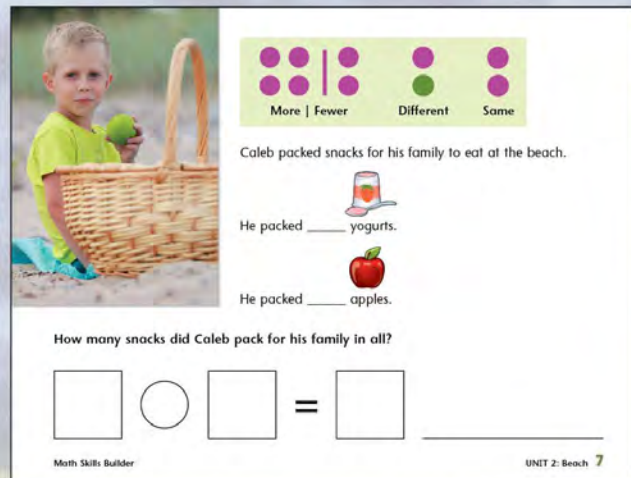 More | Fewer Different Same
Caleb packed snacks for his family to eat at the beach.
He packed _____ yogurts.
He packed _____ apples.
How many snacks did Caleb pack for his family in all?
=
Math Skills Builder UNIT 2: Beach 7